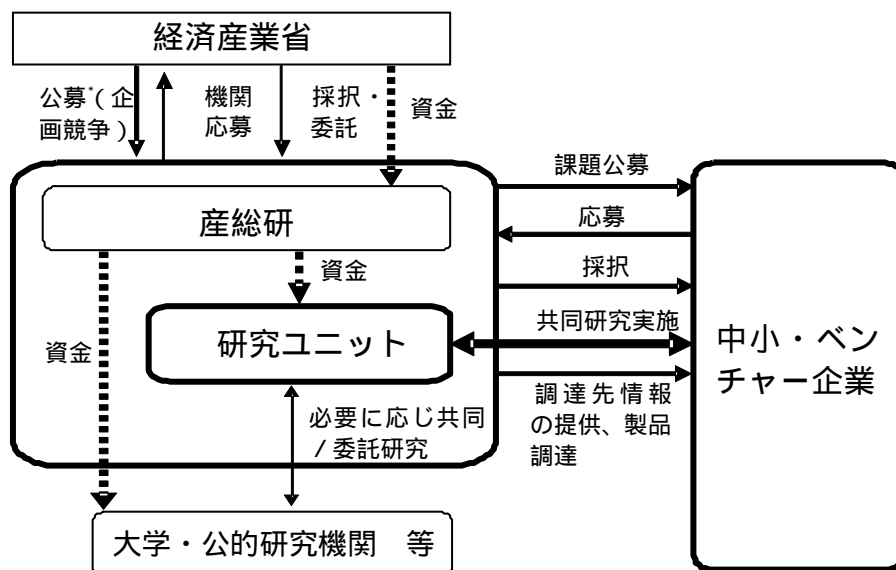 経済産業省
公募*(企
画競争)
機関
応募
採択・
委託
資金
産総研
資金
資金
研究ユニット
必要に応じ共同
/委託研究
大学・公的研究機関 等
課題公募
応募
採択
共同研究実施
調達先情報
の提供、製品
調達
中小・ベン
チャー企業